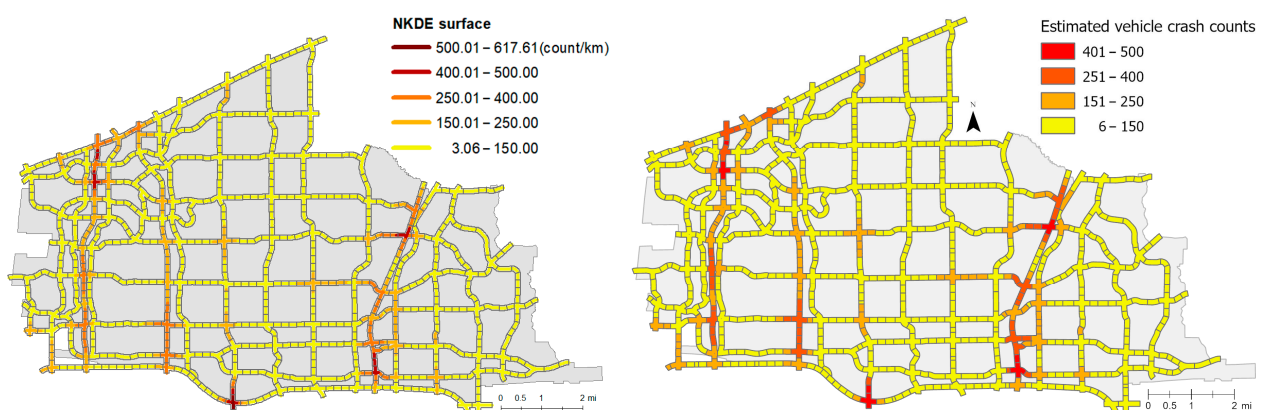 NKDE surface
500.01 – 617.61(count/km)
400.01 – 500.00
250.01 – 400.00
150.01 – 250.00
3.06 – 150.00
0 0.5 1 2 mi
Estimated vehicle crash counts
401 – 500
251 – 400
151 – 250
6 – 150
N
0 0.5 1 2 mi